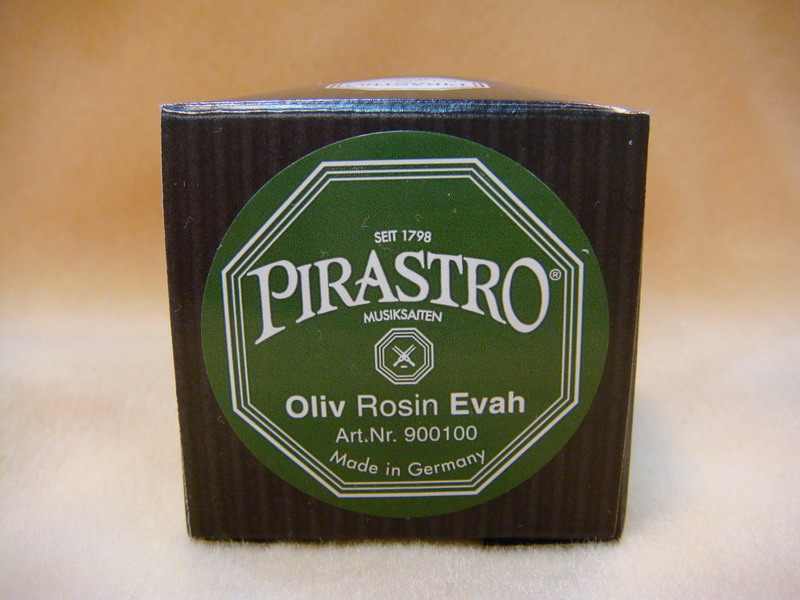 SEIT 1798
PIRASTRO®
MUSIKSAITEN
Oliv Rosin Evah
Art.Nr. 900100
Made in Germany